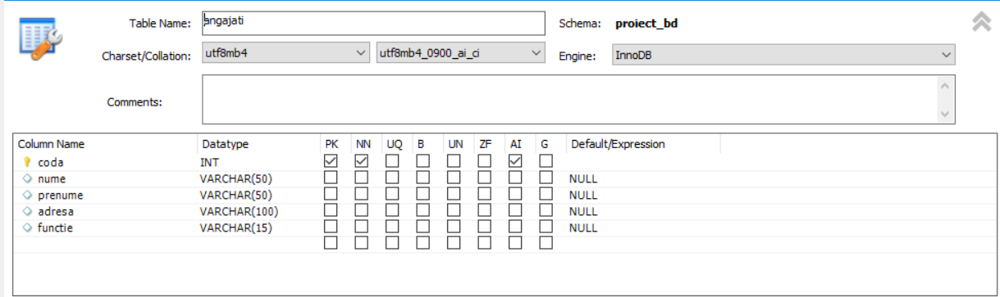 Table Name: angajati Schema: proiect_bd
Charset/Collation: utf8mb4 utf8mb4_0900_ai_ci Engine: InnoDB
Comments:
Column Name Datatype PK NN UQ B UN ZF AI G Default/Expression
coda INT
nume VARCHAR(50) NULL
prenume VARCHAR(50) NULL
adresa VARCHAR(100) NULL
functie VARCHAR(15) NULL